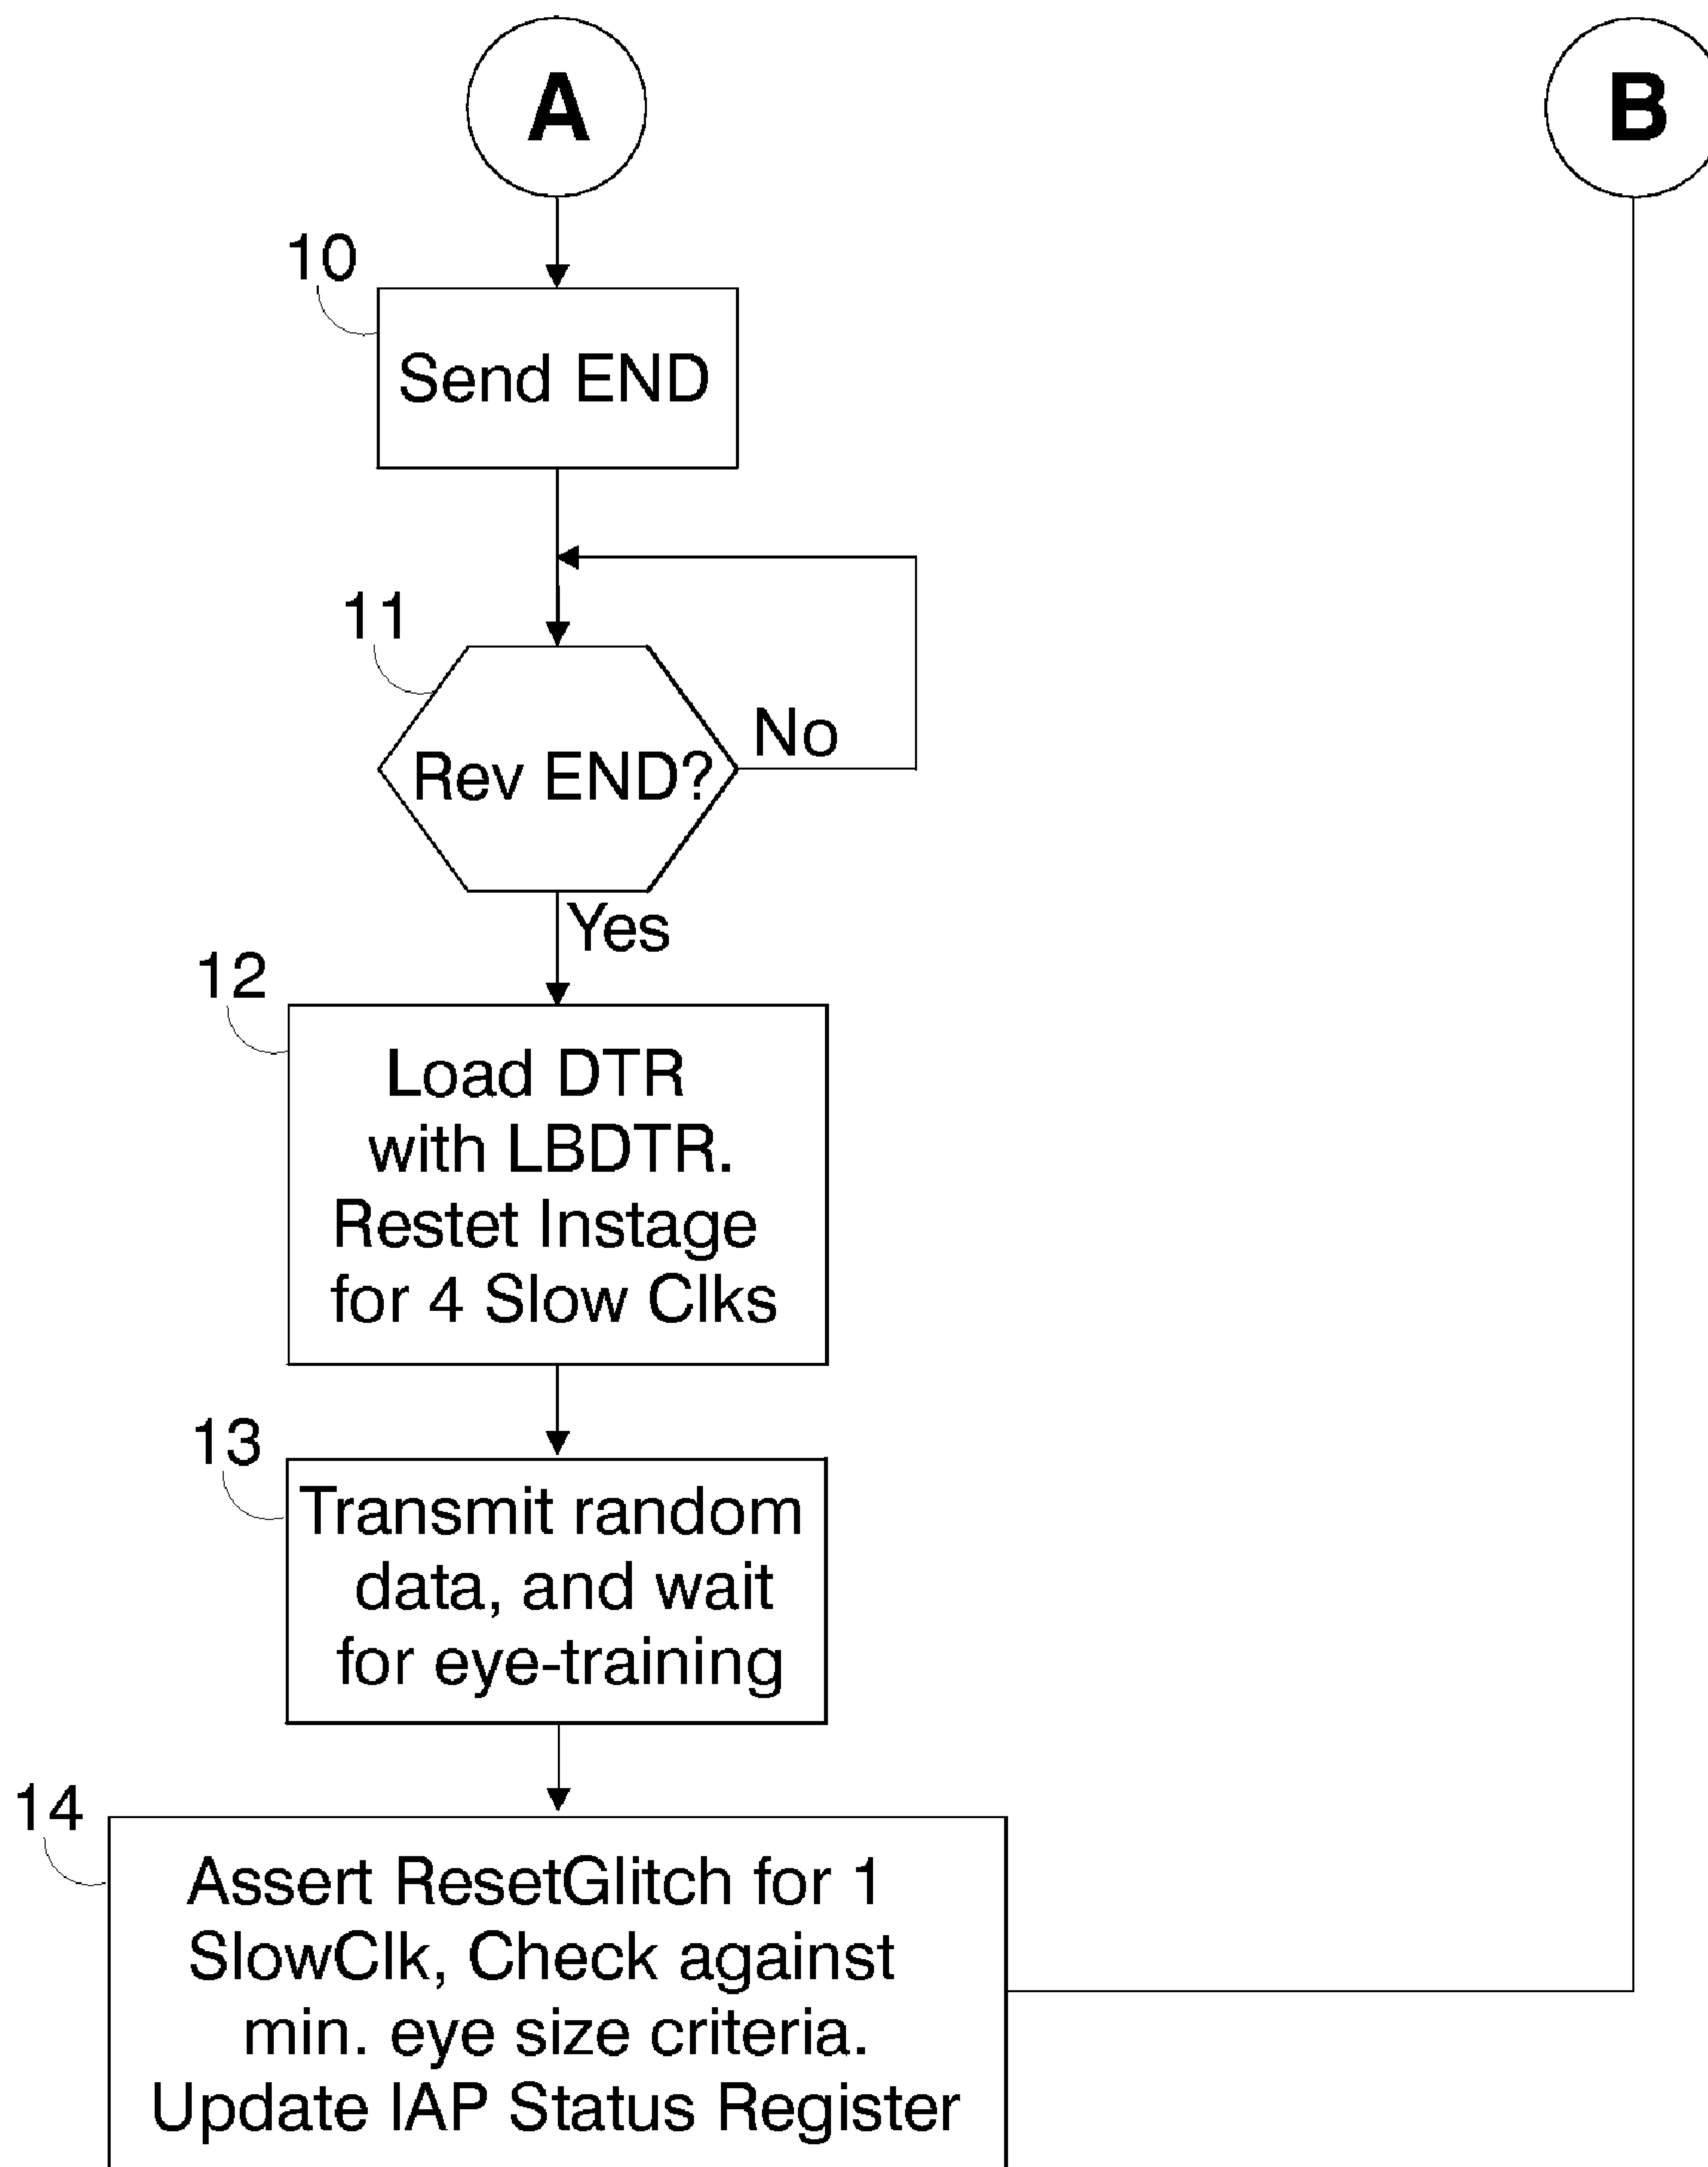 A
B
10
Send END
11
No
Rev END?
Yes
12
Load DTR
with LBDTR.
Restet Instage
for 4 Slow Clks
13
Transmit random
data, and wait
for eye-training
14
Assert ResetGlitch for 1
SlowClk, Check against
min. eye size criteria.
Update IAP Status Register